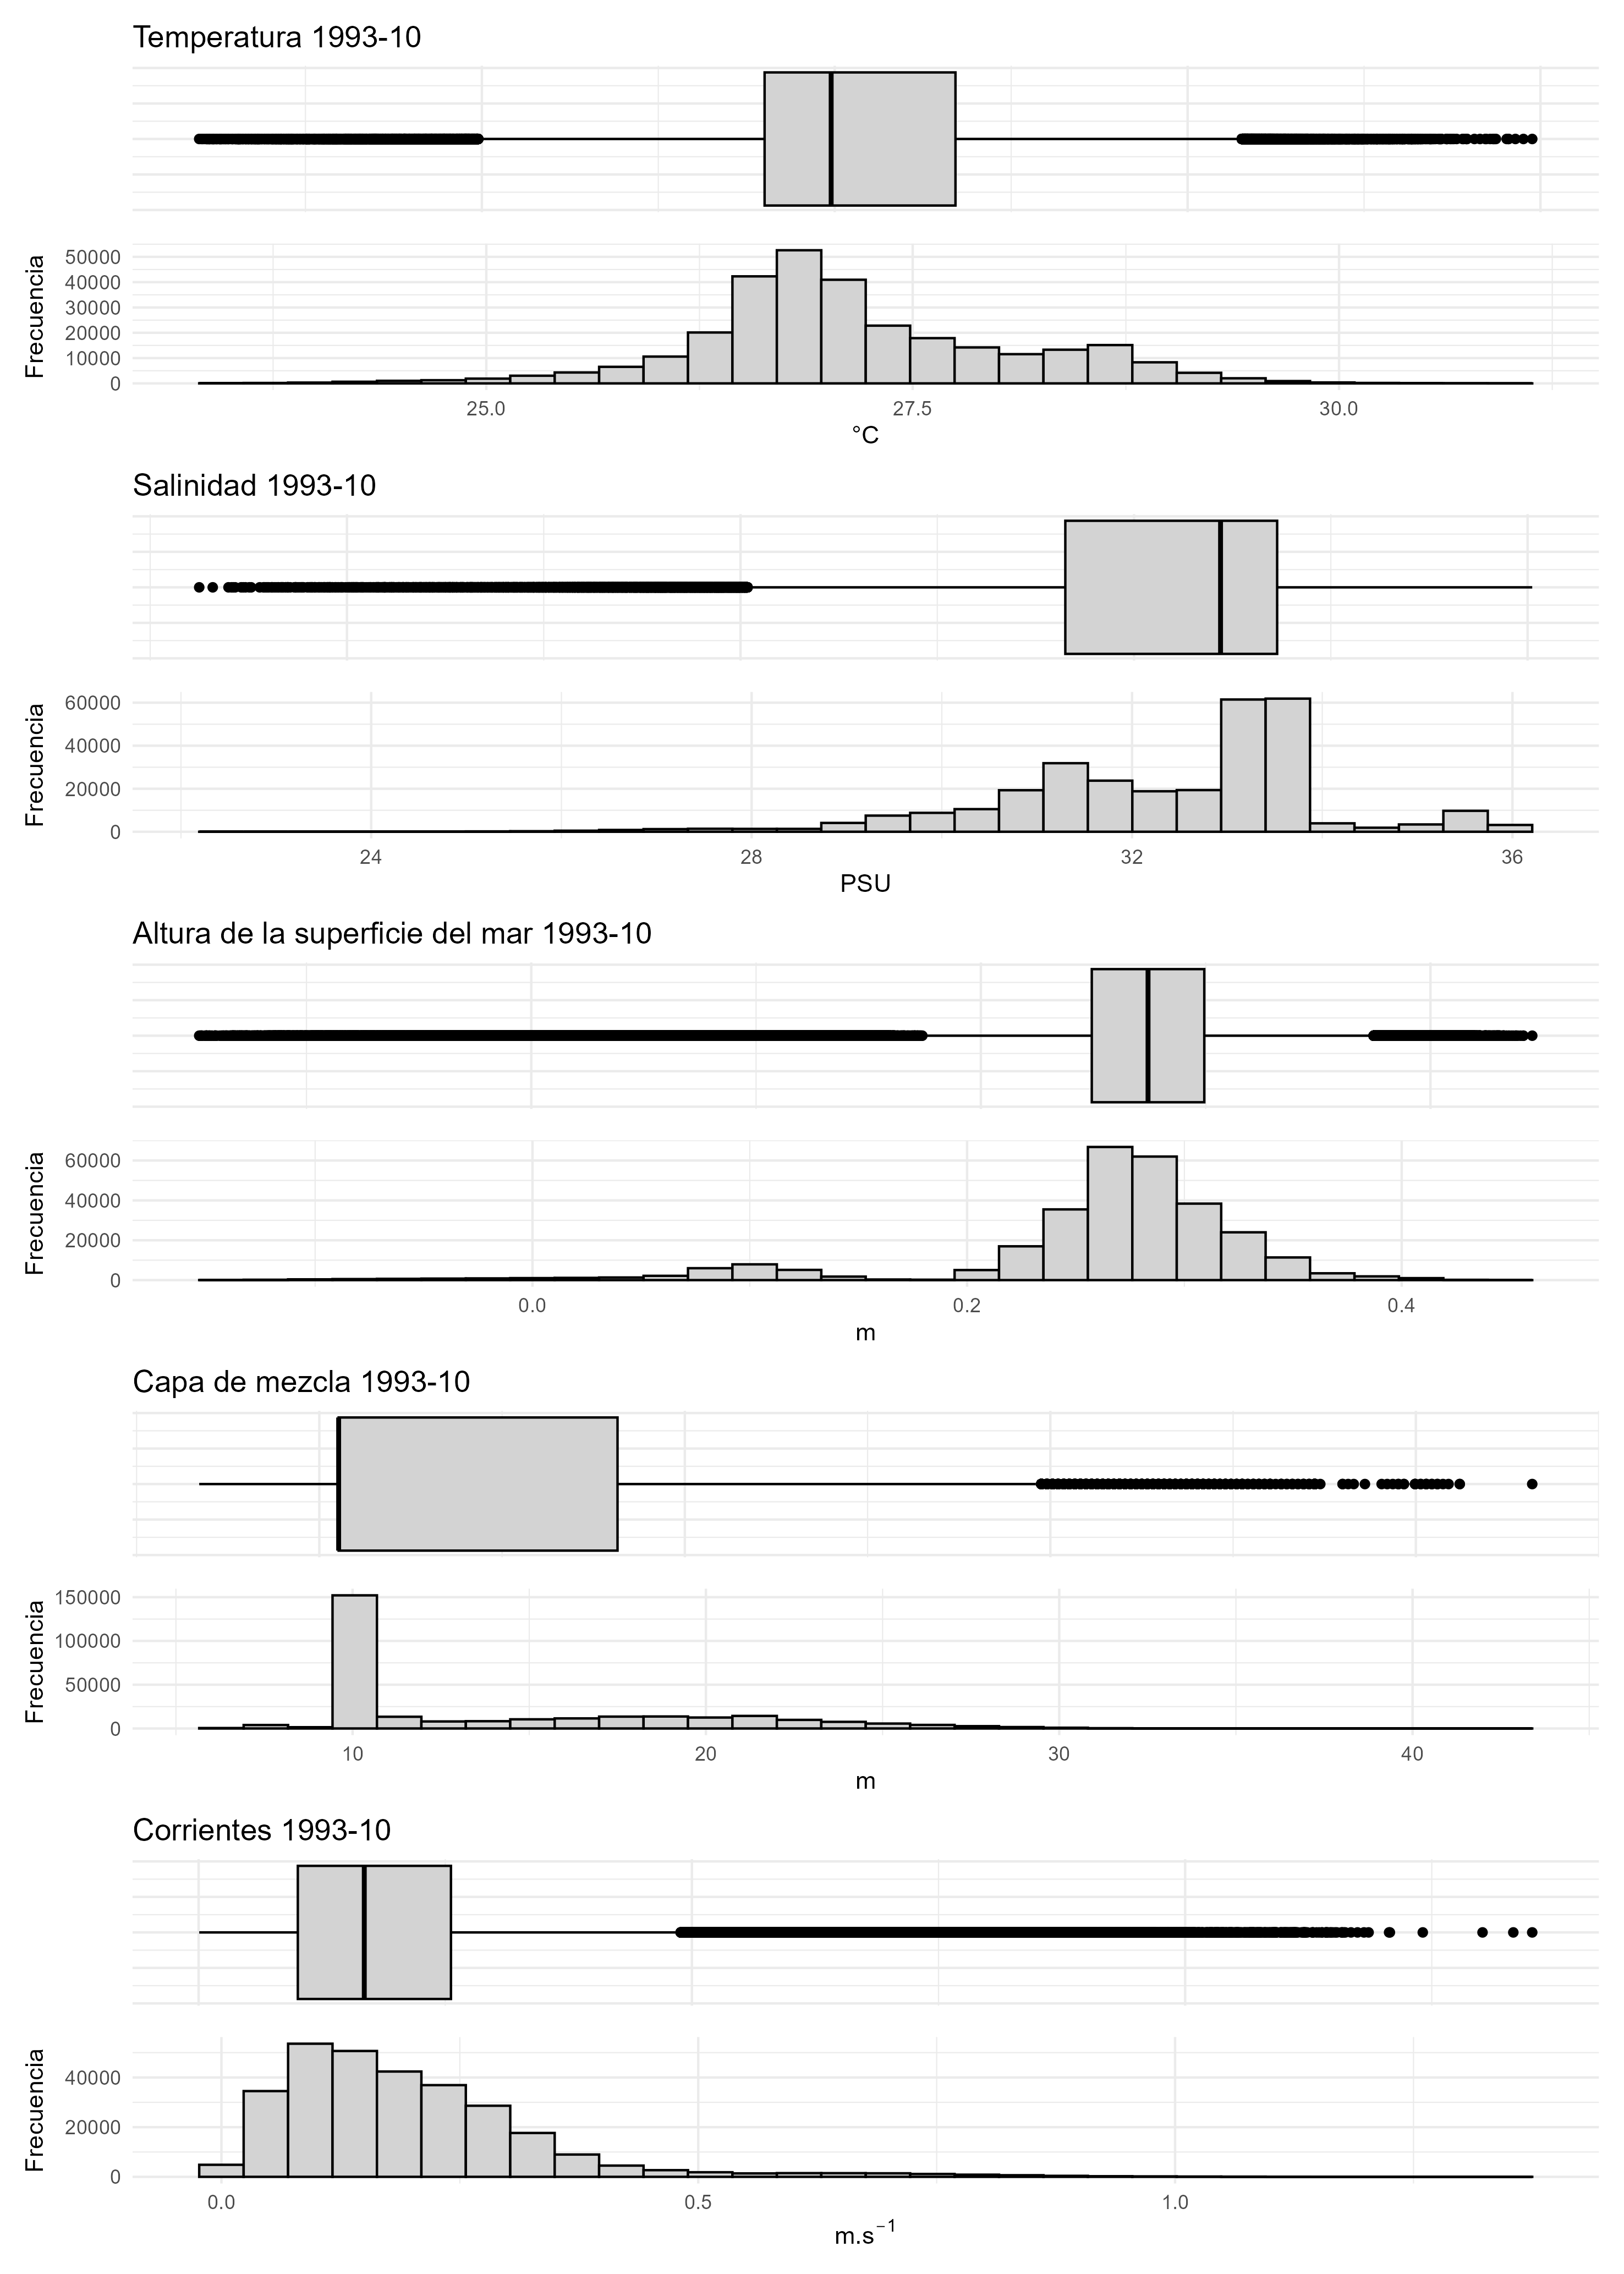 Temperatura 1993-10
Frecuencia
50000
40000
30000
20000
10000
0
25.0 27.5 30.0
°C
Salinidad 1993-10
Frecuencia
60000
40000
20000
0
24 28 32 36
PSU
Altura de la superficie del mar 1993-10
Frecuencia
60000
40000
20000
0
0.0 0.2 0.4
m
Capa de mezcla 1993-10
Frecuencia
150000
100000
50000
0
10 20 30 40
m
Corrientes 1993-10
Frecuencia
40000
20000
0
0.0 0.5 1.0
m.s⁻¹